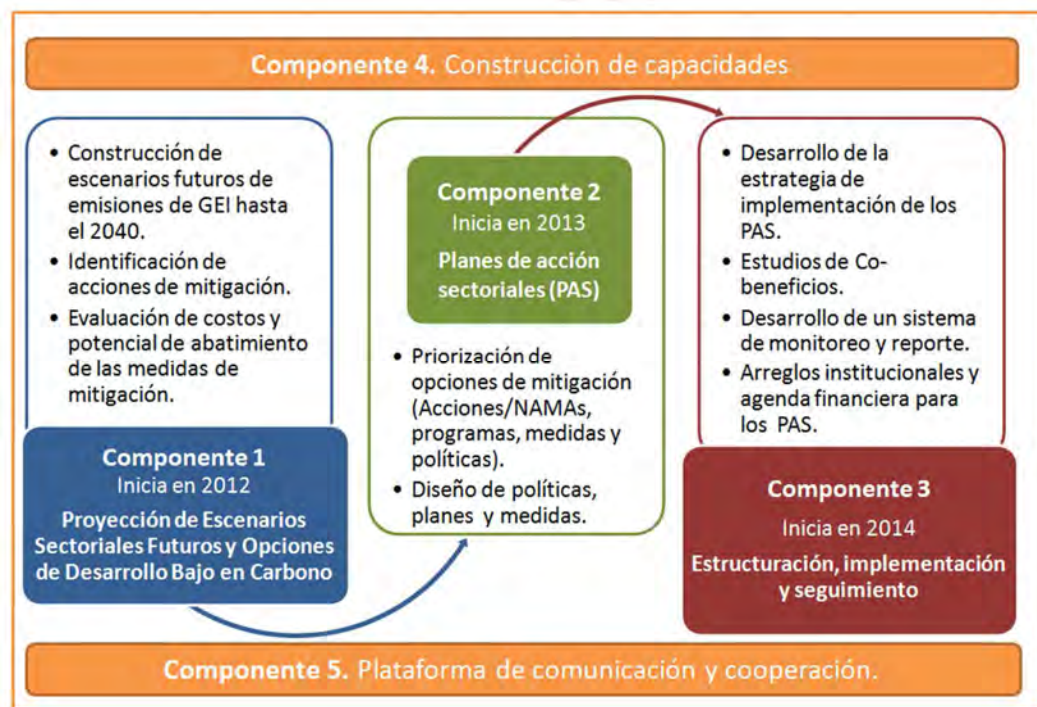 Componente 4. Construcción de capacidades
• Construcción de
escenarios futuros de
emisiones de GEI hasta
el 2040.
• Identificación de
acciones de mitigación.
• Evaluación de costos y
potencial de abatimiento
de las medidas de
mitigación.
Componente 1
Inicia en 2012
Proyección de Escenarios
Sectoriales Futuros y Opciones
de Desarrollo Bajo en Carbono
Componente 2
Inicia en 2013
Planes de acción
sectoriales (PAS)
• Priorización de
opciones de mitigación
(Acciones/NAMAs,
programas, medidas y
políticas).
• Diseño de políticas,
planes y medidas.
• Desarrollo de la
estrategia de
implementación de los
PAS.
• Estudios de Co-
beneficios.
• Desarrollo de un sistema
de monitoreo y reporte.
• Arreglos institucionales y
agenda financiera para
los PAS.
Componente 3
Inicia en 2014
Estructuración, implementación
y seguimiento
Componente 5. Plataforma de comunicación y cooperación.